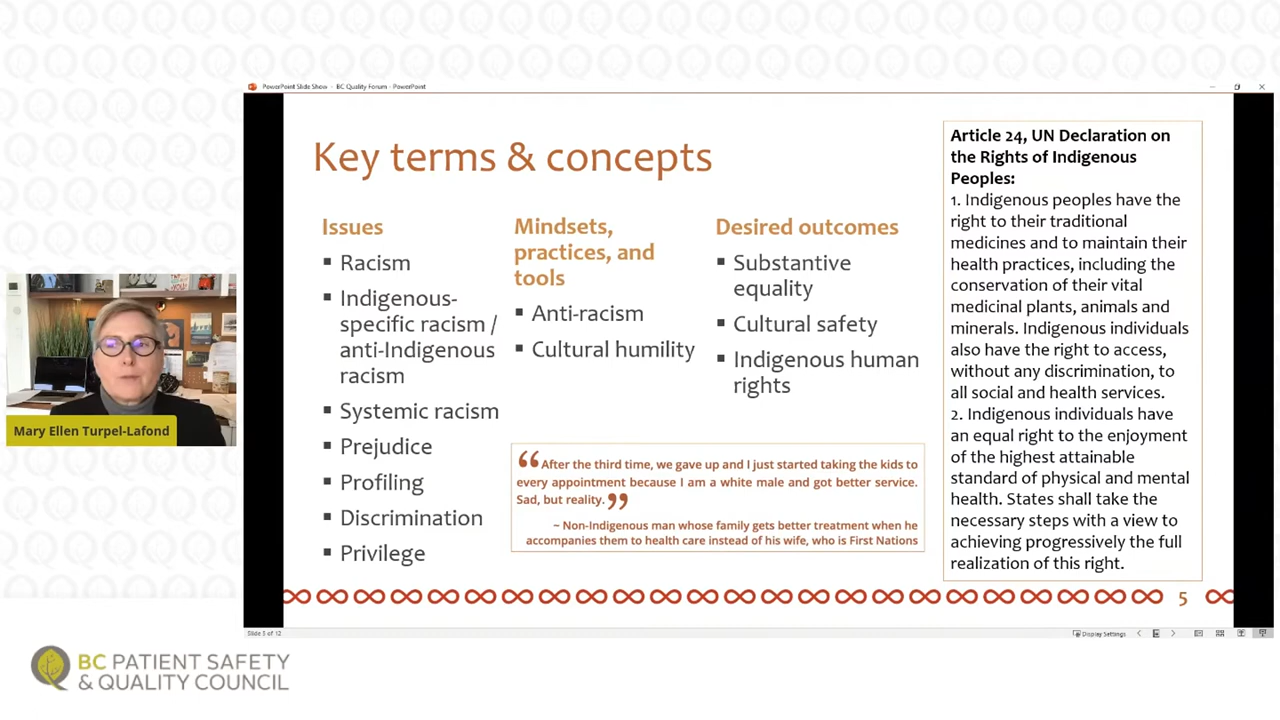 PowerPoint Slide Show - BC Quality Forum - PowerPoint
Key terms & concepts
Issues
▪ Racism
▪ Indigenous-
specific racism /
anti-Indigenous
racism
▪ Systemic racism
▪ Prejudice
▪ Profiling
▪ Discrimination
▪ Privilege
Mindsets,
practices, and
tools
▪ Anti-racism
▪ Cultural humility
Desired outcomes
▪ Substantive
equality
▪ Cultural safety
▪ Indigenous human
rights
“After the third time, we gave up and I just started taking the kids to
every appointment because I am a white male and got better service.
Sad, but reality.”
~ Non-Indigenous man whose family gets better treatment when he
accompanies them to health care instead of his wife, who is First Nations
Article 24, UN Declaration on
the Rights of Indigenous
Peoples:
1. Indigenous peoples have the
right to their traditional
medicines and to maintain their
health practices, including the
conservation of their vital
medicinal plants, animals and
minerals. Indigenous individuals
also have the right to access,
without any discrimination, to
all social and health services.
2. Indigenous individuals have
an equal right to the enjoyment
of the highest attainable
standard of physical and mental
health. States shall take the
necessary steps with a view to
achieving progressively the full
realization of this right.
5
Slide 5 of 12
Display Settings
Mary Ellen Turpel-Lafond
BC PATIENT SAFETY
& QUALITY COUNCIL